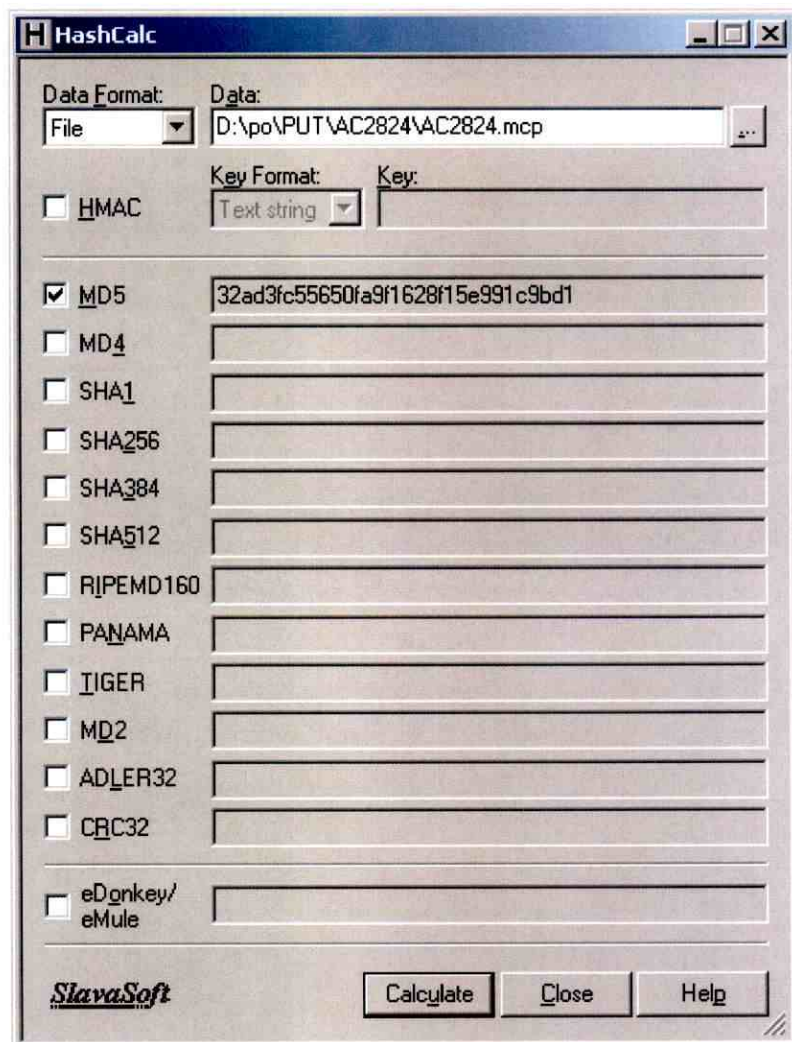 HashCalc
Data Format: Data:
File D:\po\PUT\AC2824\AC2824.mcp ...
Key Format: Key:
HMAC Text string
MD5 32ad3fc55650fa9f1628f15e991c9bd1
MD4
SHA1
SHA256
SHA384
SHA512
RIPEMD160
PANAMA
TIGER
MD2
ADLER32
CRC32
eDonkey/
eMule
SlavaSoft Calculate Close Help